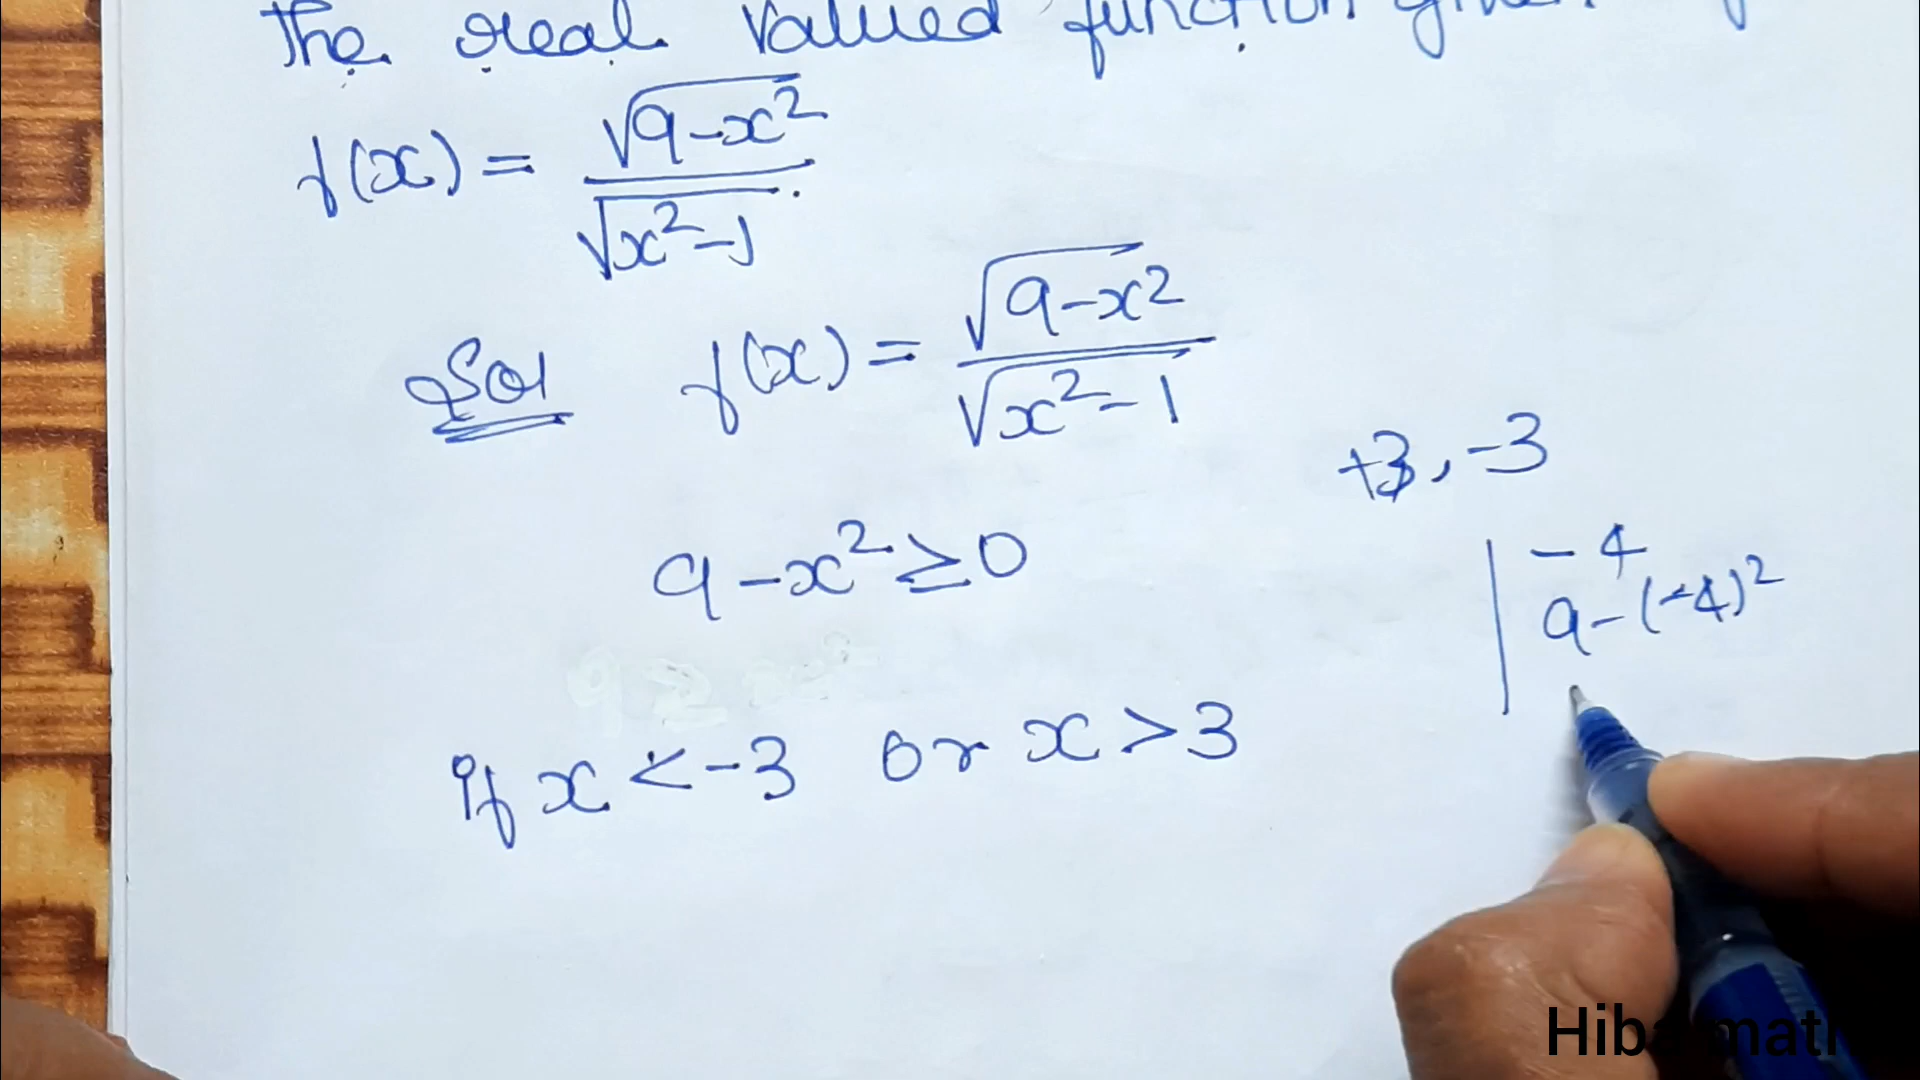 The real valued function given
f(x) = √(9-x²) / √(x²-1) .
Sol f(x) = √(9-x²) / √(x²-1)
+3, -3
9-x² ≥ 0
-4
9-(-4)²
if x < -3 or x > 3